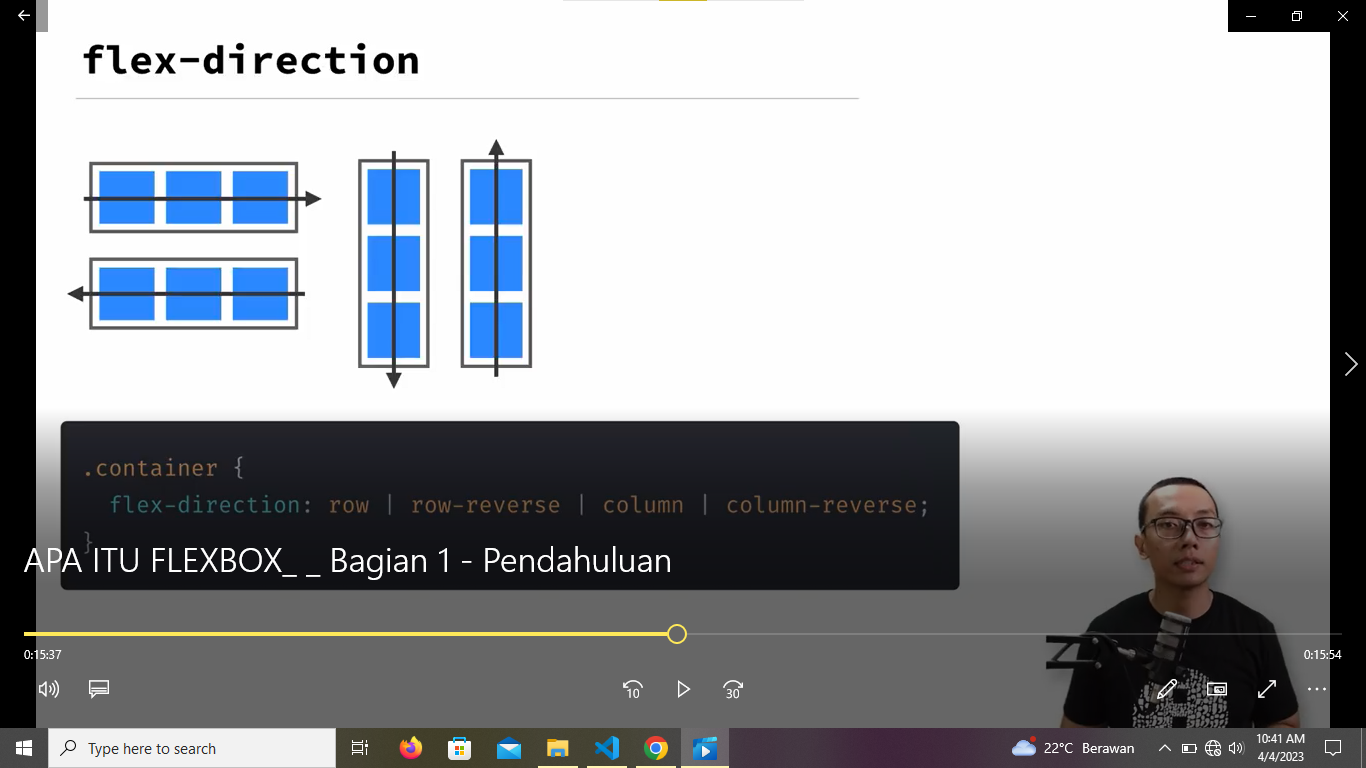 flex-direction
.container {
flex-direction: row | row-reverse | column | column-reverse;
}
APA ITU FLEXBOX_ _ Bagian 1 - Pendahuluan
0:15:37
0:15:54
10
30
Type here to search
22°C Berawan
10:41 AM
4/4/2023